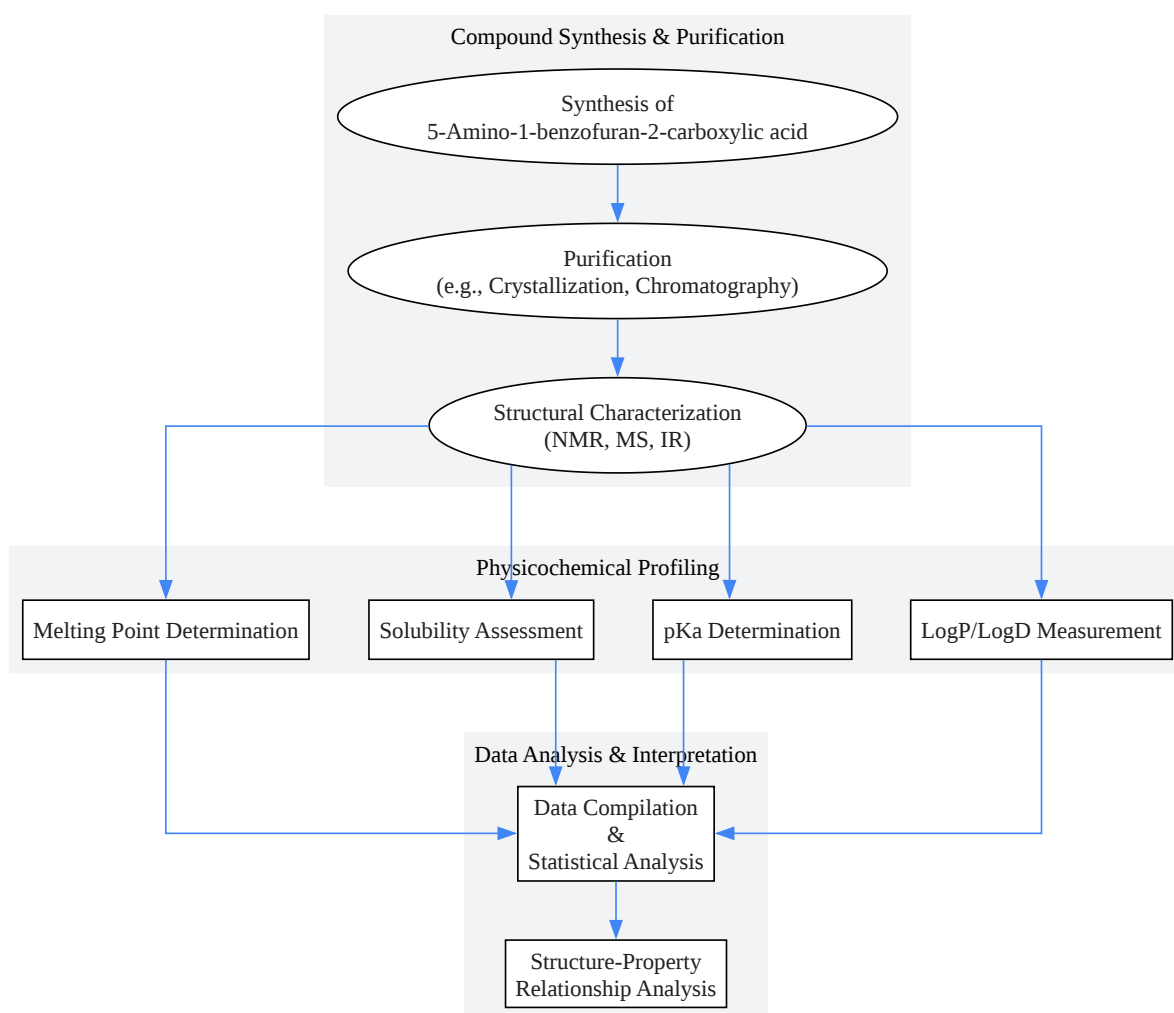 Compound Synthesis & Purification
Synthesis of
5-Amino-1-benzofuran-2-carboxylic acid
Purification
(e.g., Crystallization, Chromatography)
Structural Characterization
(NMR, MS, IR)
Physicochemical Profiling
Melting Point Determination
Solubility Assessment
pKa Determination
LogP/LogD Measurement
Data Analysis & Interpretation
Data Compilation
&
Statistical Analysis
Structure-Property
Relationship Analysis